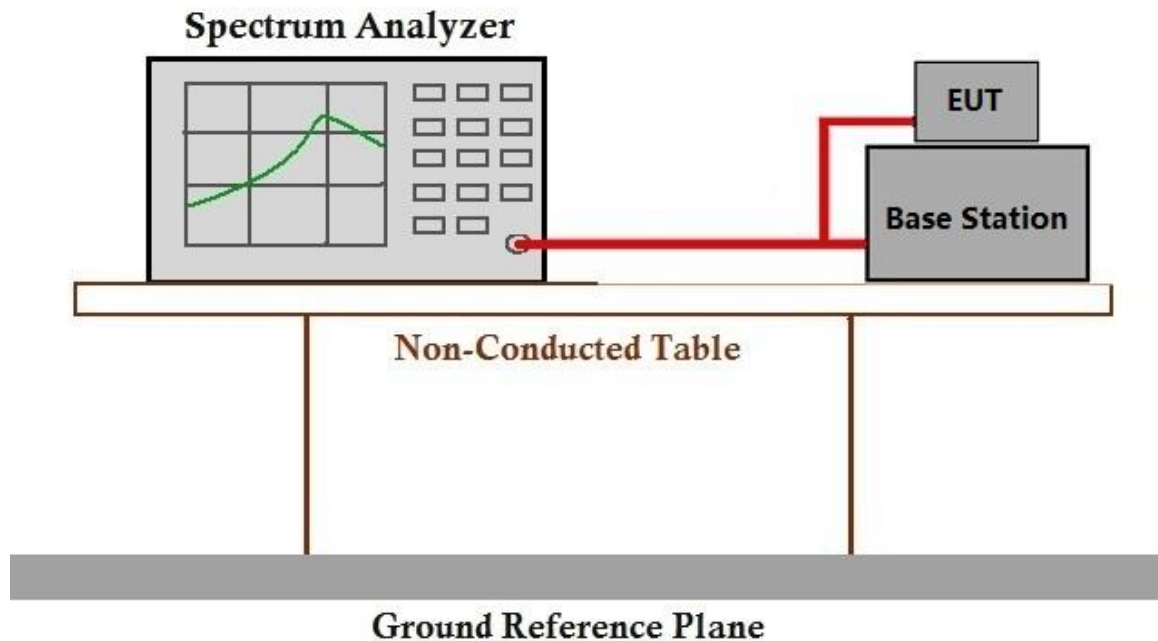 Spectrum Analyzer
EUT
Base Station
Non-Conducted Table
Ground Reference Plane